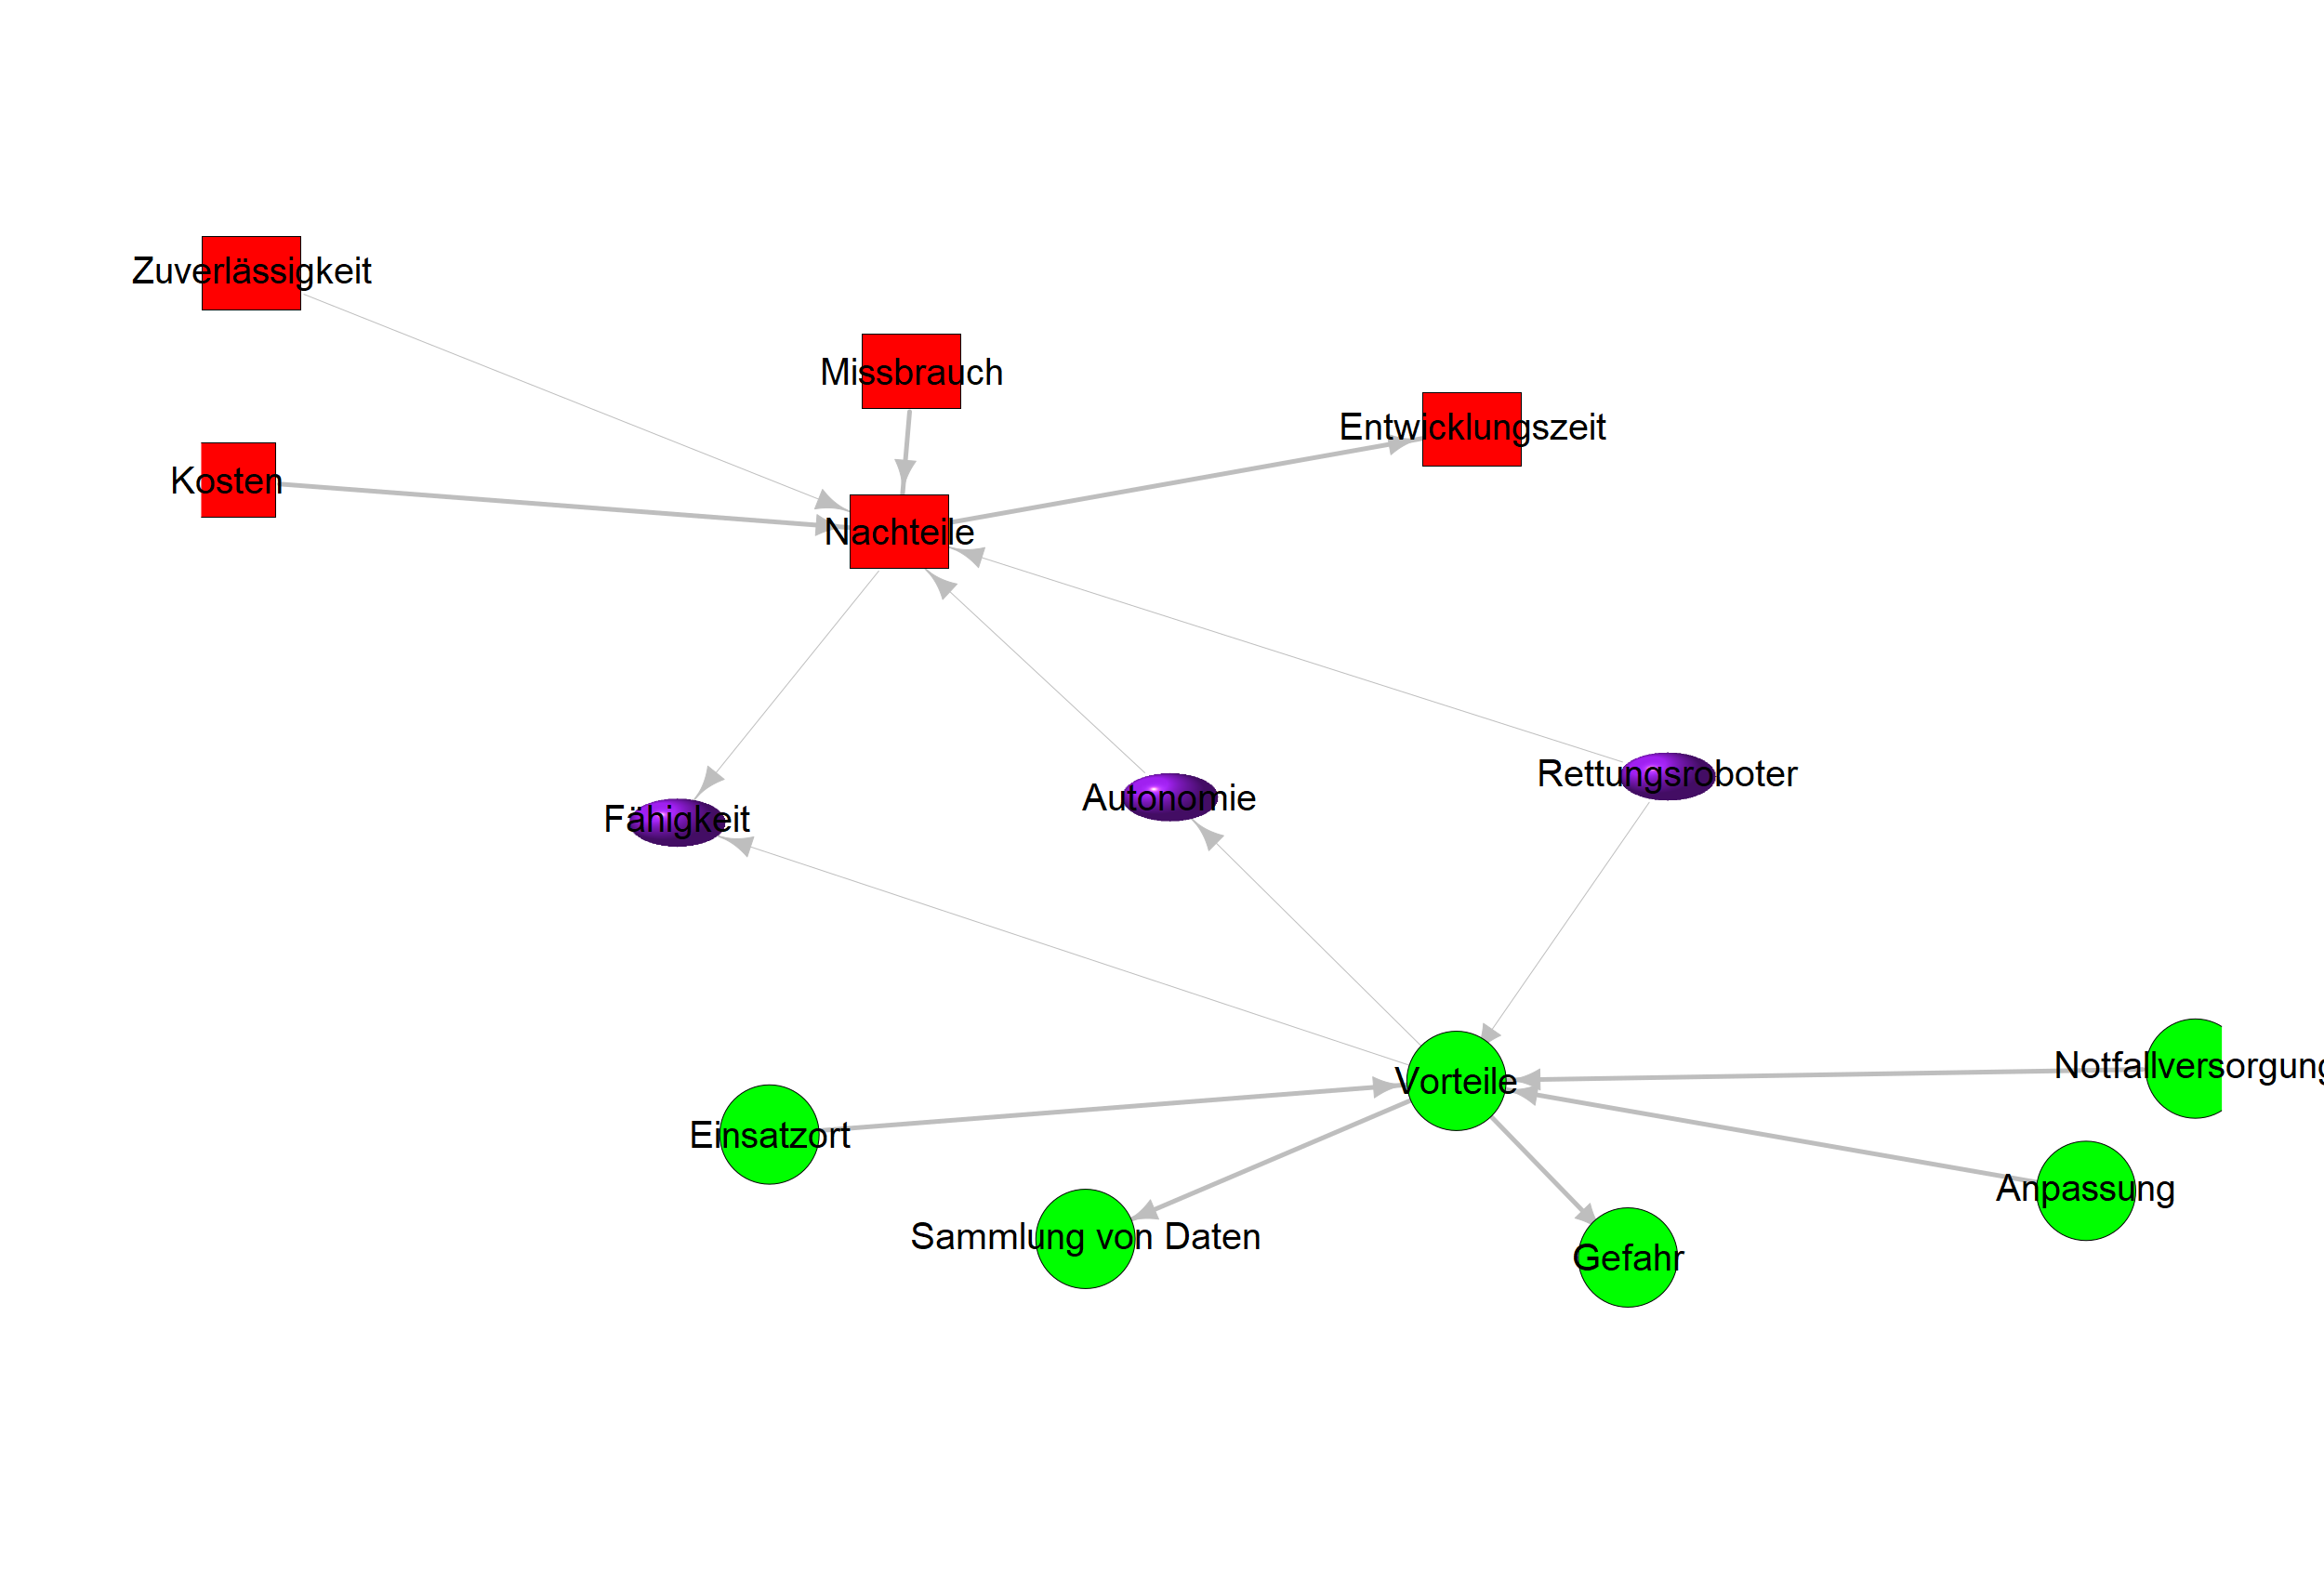 Zuverlässigkeit
Missbrauch
Entwicklungszeit
Kosten
Nachteile
Rettungsroboter
Autonomie
Fähigkeit
Notfallversorgung
Vorteile
Einsatzort
Anpassung
Sammlung von Daten
Gefahr